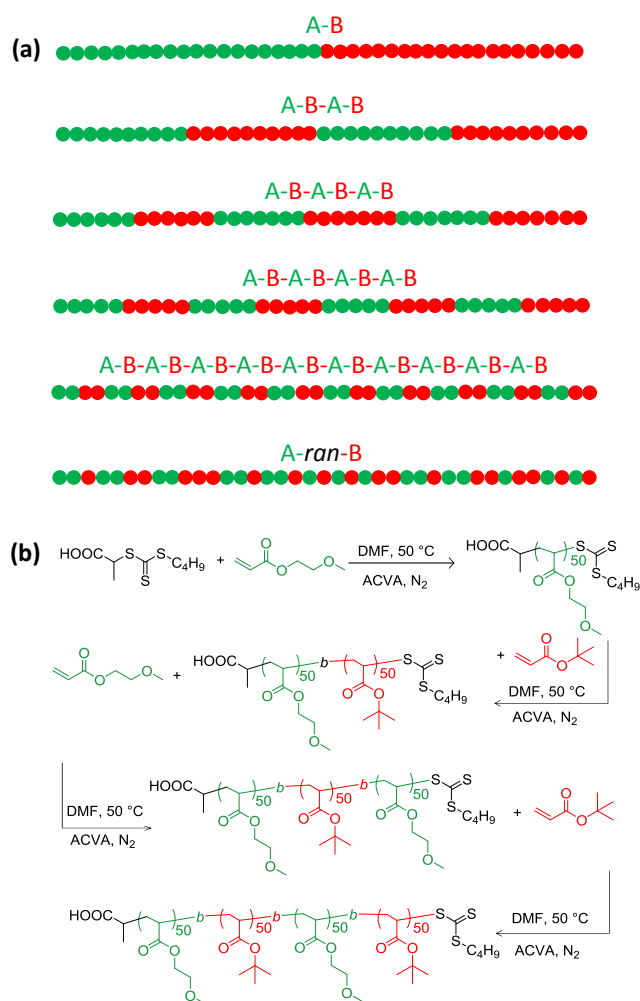 A-B
(a)
A-B-A-B
A-B-A-B-A-B
A-B-A-B-A-B-A-B
A-B-A-B-A-B-A-B-A-B-A-B-A-B-A-B-A-B-A-B
A-ran-B
(b)
HOOC S S C4H9 S + O O O DMF, 50 °C ACVA, N2 HOOC 50 S S S C4H9 O O O
O O O + HOOC 50 b 50 S S S C4H9 O O O O O + O O
DMF, 50 °C
ACVA, N2
DMF, 50 °C
ACVA, N2
HOOC 50 b 50 b 50 S S S C4H9 O O O O O O O O + O O
DMF, 50 °C
ACVA, N2
HOOC 50 b 50 b 50 b 50 S S S C4H9 O O O O O O O O O O